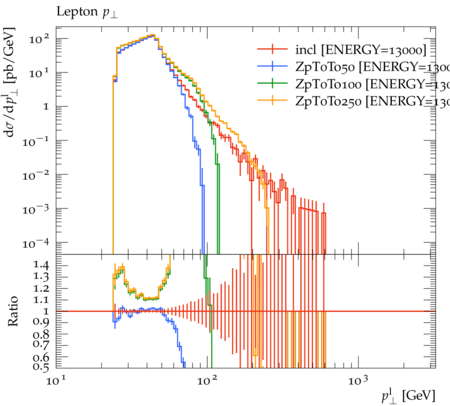 Lepton p⊥
dσ/dp⊥^l [pb/GeV]
10^2
10^1
1
10^−1
10^−2
10^−3
10^−4
incl [ENERGY=13000]
ZpToTo50 [ENERGY=1300
ZpToTo100 [ENERGY=130
ZpToTo250 [ENERGY=130
Ratio
1.4
1.3
1.2
1.1
1
0.9
0.8
0.7
0.6
0.5
10^1
10^2
10^3
p⊥^l [GeV]